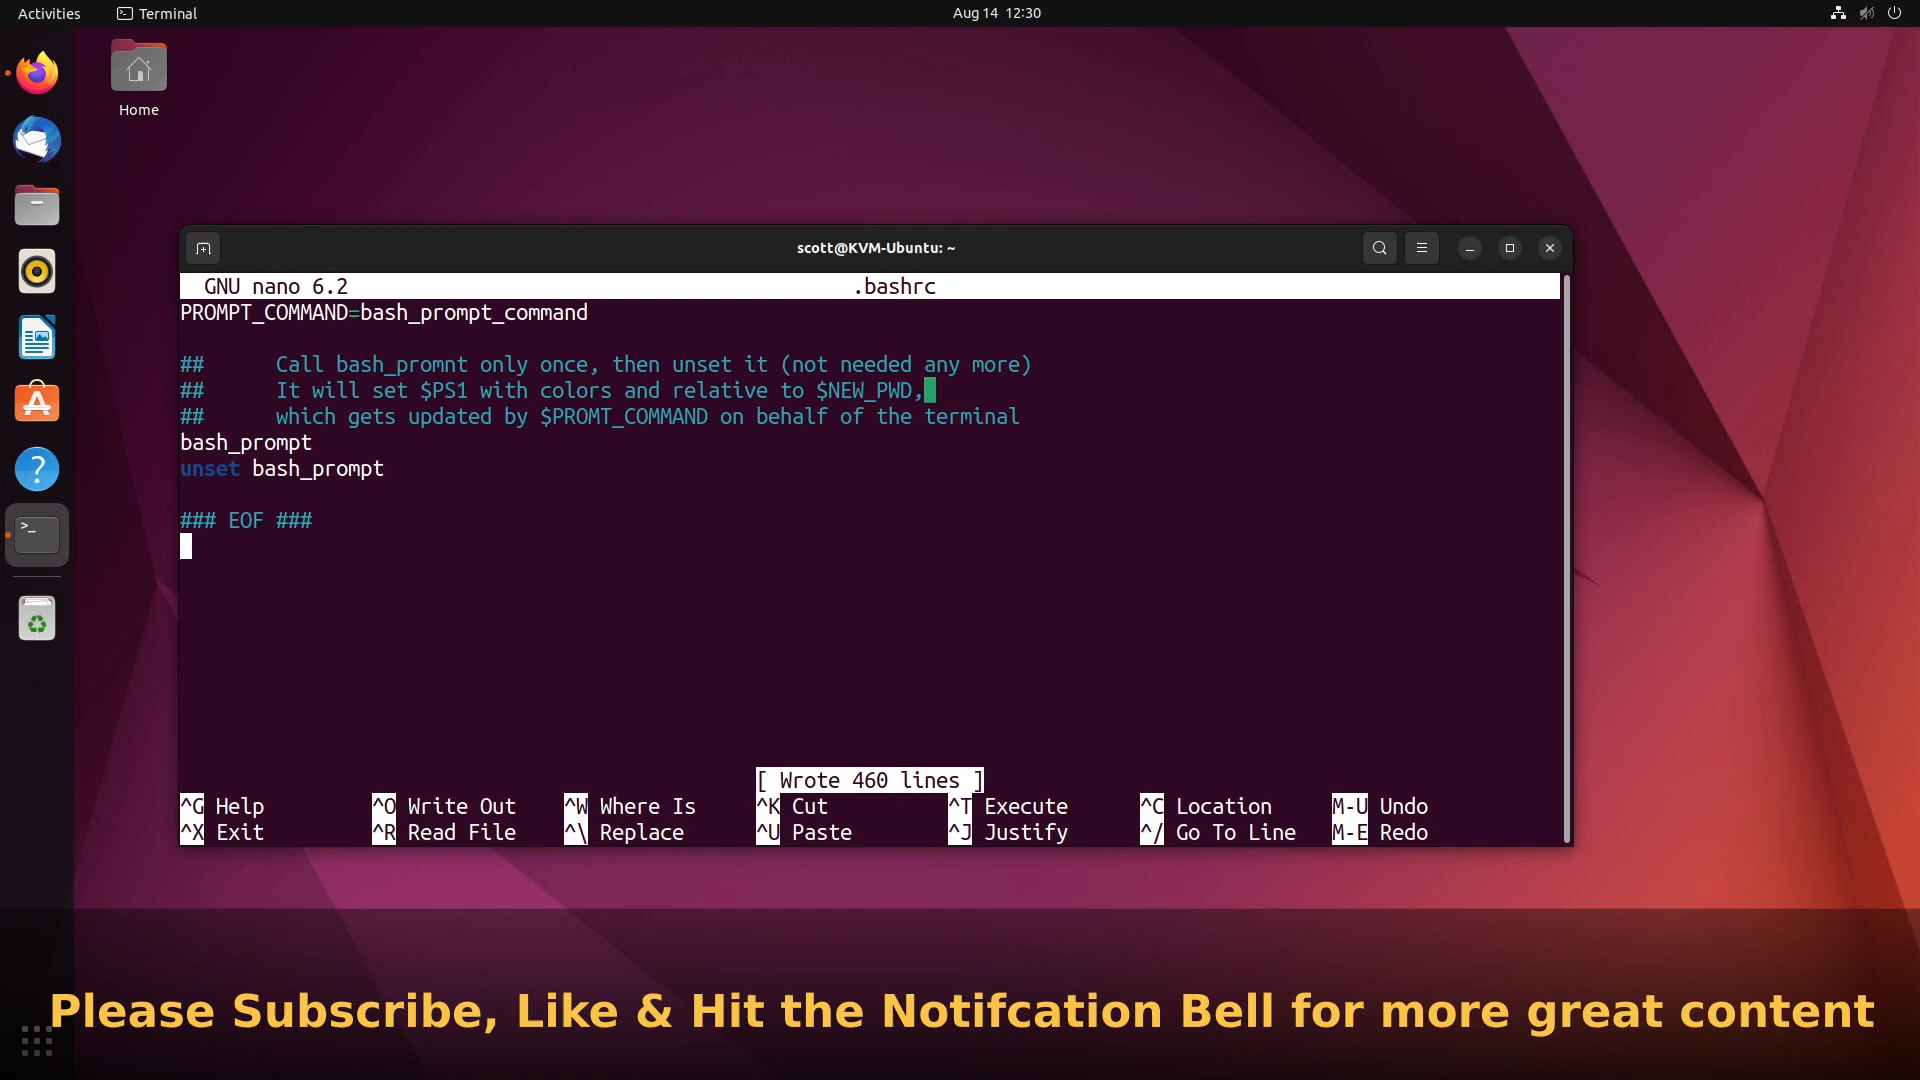 Activities Terminal Aug 14 12:30
Home
scott@KVM-Ubuntu: ~
GNU nano 6.2 .bashrc
PROMPT_COMMAND=bash_prompt_command
## Call bash_promnt only once, then unset it (not needed any more)
## It will set $PS1 with colors and relative to $NEW_PWD,
## which gets updated by $PROMT_COMMAND on behalf of the terminal
bash_prompt
unset bash_prompt
### EOF ###
[ Wrote 460 lines ]
^G Help ^O Write Out ^W Where Is ^K Cut ^T Execute ^C Location M-U Undo
^X Exit ^R Read File ^\ Replace ^U Paste ^J Justify ^/ Go To Line M-E Redo
Please Subscribe, Like & Hit the Notifcation Bell for more great content